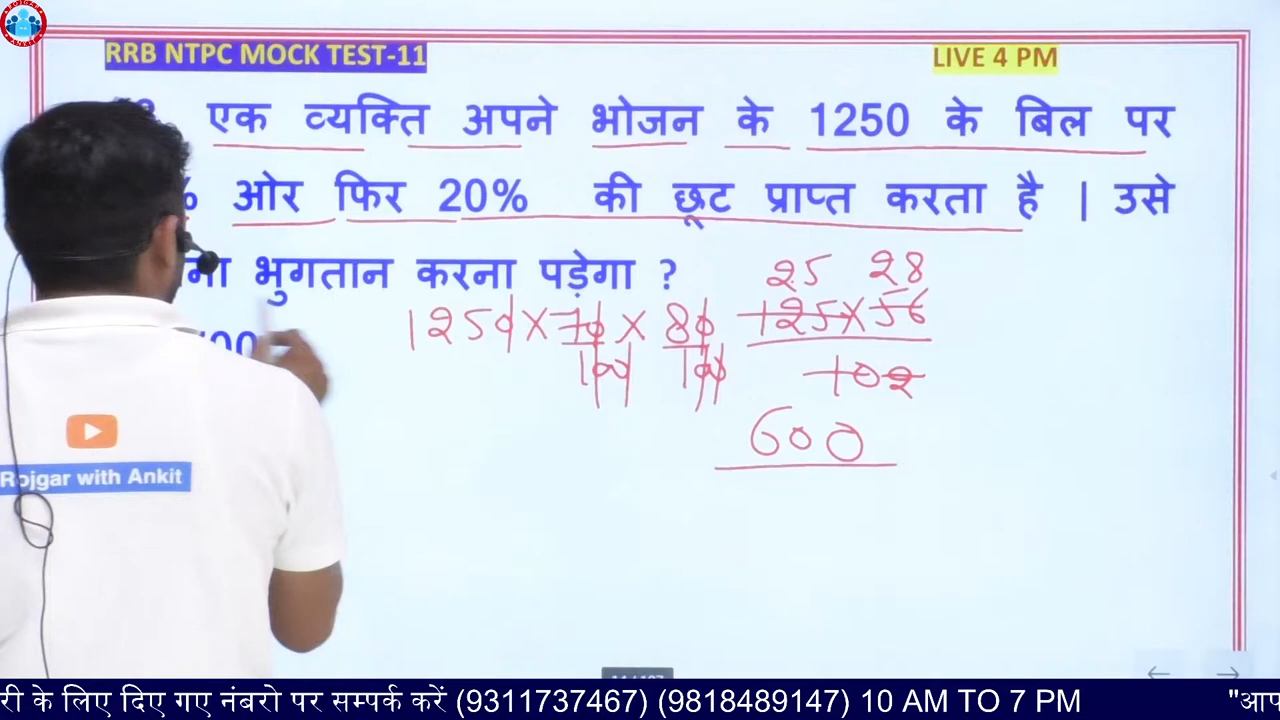 RRB NTPC MOCK TEST-11
LIVE 4 PM
एक व्यक्ति अपने भोजन के 1250 के बिल पर
% ओर फिर 20% की छूट प्राप्त करता है | उसे
ना भुगतान करना पड़ेगा ?
25 28
1250 X 70 X 80 125 X 56
100 100 102
600
Rojgar with Ankit
री के लिए दिए गए नंबरो पर सम्पर्क करें (9311737467) (9818489147) 10 AM TO 7 PM "आप